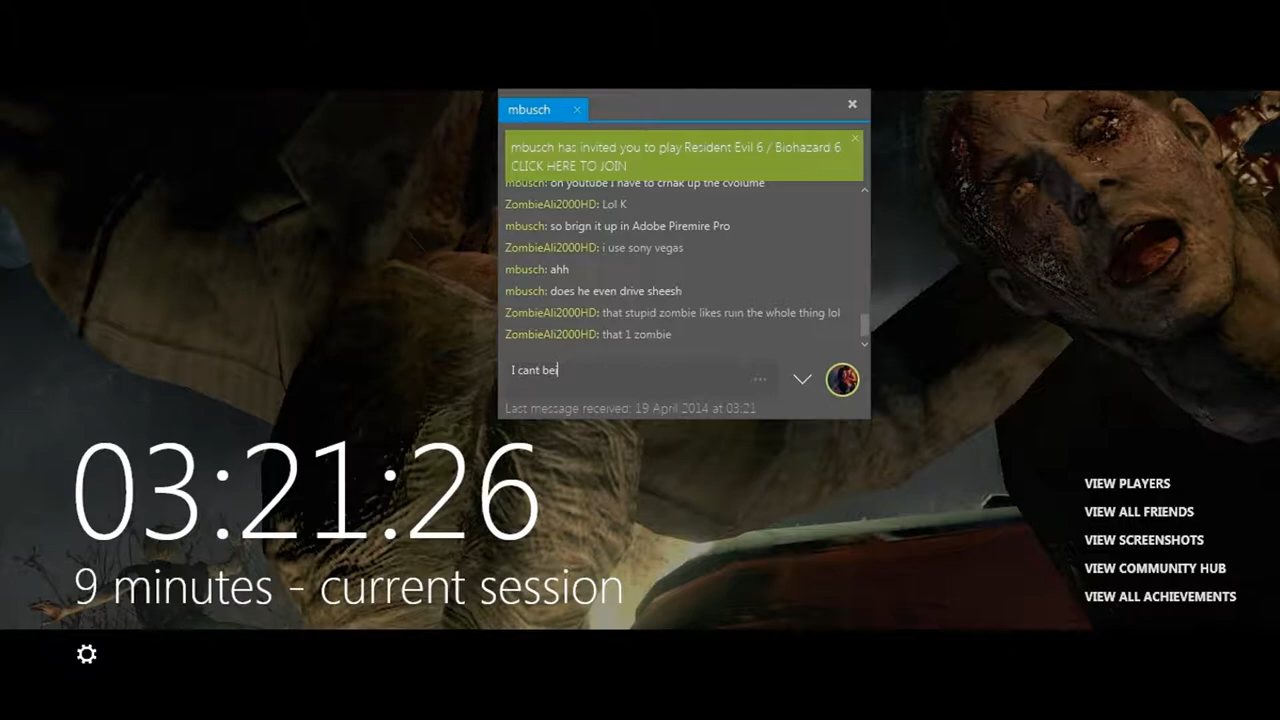 mbusch
mbusch has invited you to play Resident Evil 6 / Biohazard 6
CLICK HERE TO JOIN
mbusch: on youtube I have to crnak up the cvolume
ZombieAli2000HD: Lol K
mbusch: so brign it up in Adobe Piremire Pro
ZombieAli2000HD: i use sony vegas
mbusch: ahh
mbusch: does he even drive sheesh
ZombieAli2000HD: that stupid zombie likes ruin the whole thing lol
ZombieAli2000HD: that 1 zombie
I cant bei
Last message received: 19 April 2014 at 03:21
03:21:26
9 minutes - current session
VIEW PLAYERS
VIEW ALL FRIENDS
VIEW SCREENSHOTS
VIEW COMMUNITY HUB
VIEW ALL ACHIEVEMENTS